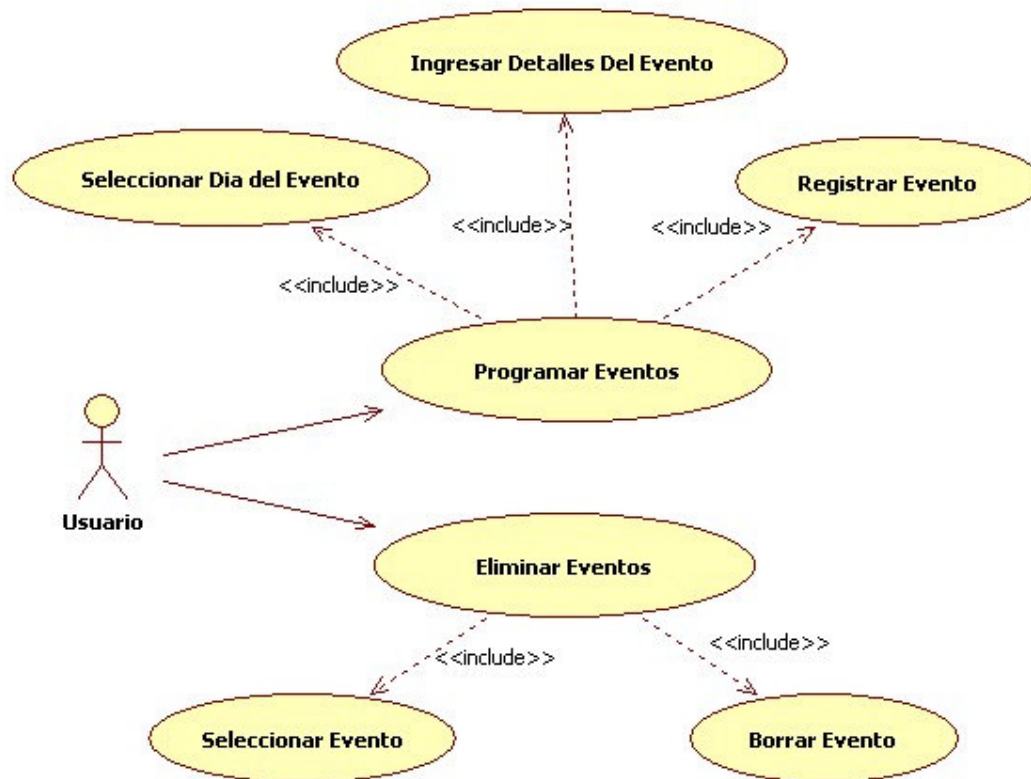 Ingresar Detalles Del Evento
Seleccionar Dia del Evento
Registrar Evento
<<include>>
<<include>>
<<include>>
Programar Eventos
Usuario
Eliminar Eventos
<<include>>
<<include>>
Seleccionar Evento
Borrar Evento